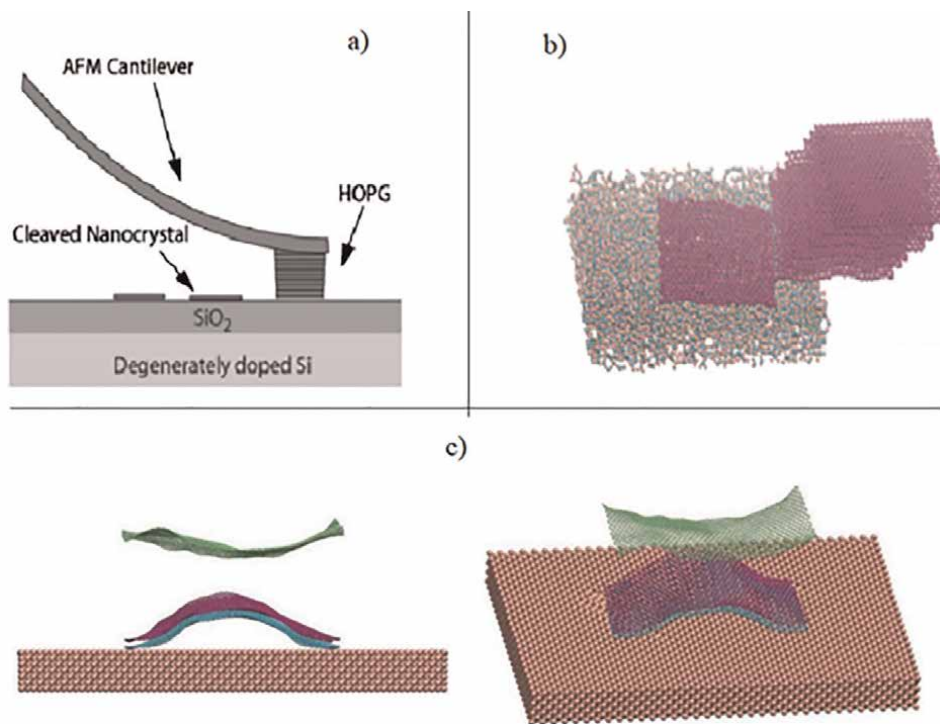 a)
AFM Cantilever
HOPG
Cleaved Nanocrystal
SiO₂
Degenerately doped Si
b)
c)